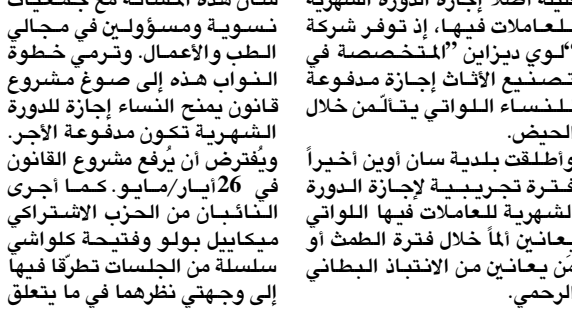 قليلة أصلاً إجازة الدورة الشهرية
للعاملات فيها، إذ توفر شركة
“لوي ديزاين ”المتخصصة في
تصنيع الأثاث إجازة مدفوعة
للنساء اللواتي يتألّمن خلال
الحيض.
وأطلقت بلدية سان أوين أخيراً
فترة تجريبية لإجازة الدورة
الشهرية للعاملات فيها اللواتي
يعانين ألماً خلال فترة الطمث أو
مَن يعانين من الانتباذ البطاني
الرحمي.
شأن هذه المسألة مع جمعيات
نسوية ومسؤولين في مجالي
الطب والأعمال. وترمي خطوة
النواب هذه إلى صوغ مشروع
قانون يمنح النساء إجازة للدورة
الشهرية تكون مدفوعة الأجر.
ويُفترض أن يُرفع مشروع القانون
في 26أيار/مايو. كما أجرى
النائبان من الحزب الاشتراكي
ميكاييل بولو وفتيحة كلواشي
سلسلة من الجلسات تطرّقا فيها
إلى وجهتي نظرهما في ما يتعلق